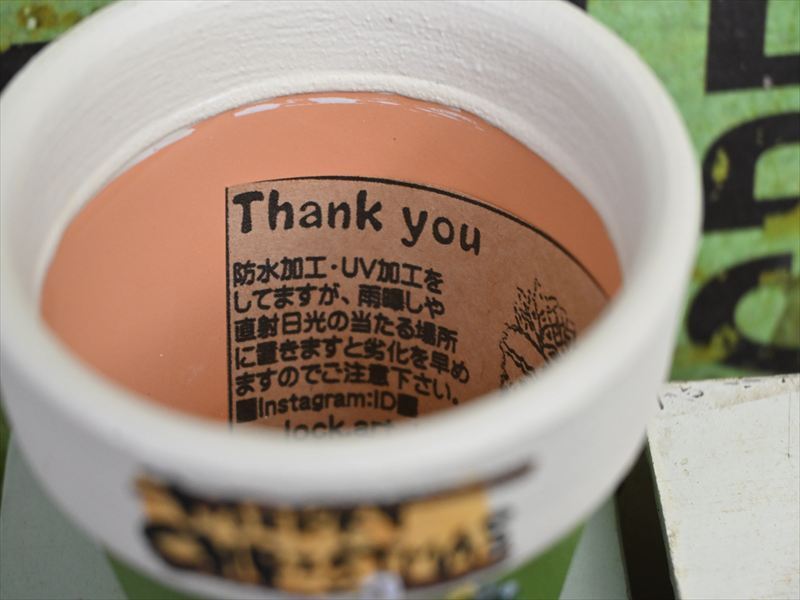 Thank you
防水加工・UV加工を
してますが、雨曝しや
直射日光の当たる場所
に置きますと劣化を早め
ますのでご注意下さい。
■Instagram:ID■